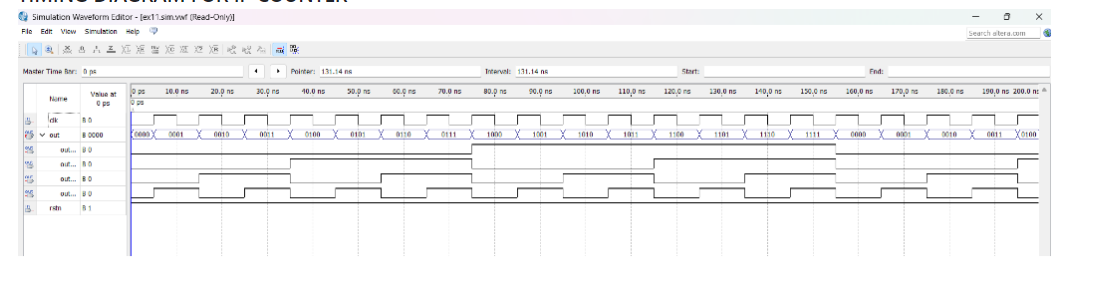 TIMING DIAGRAM FOR IP COUNTER
Simulation Waveform Editor - [ex11.sim.vwf (Read-Only)]
File Edit View Simulation Help
Search altera.com
Master Time Bar: 0 ps Pointer: 131.14 ns Interval: 131.14 ns Start: End:
Name Value at 0 ps
0 ps 10.0 ns 20.0 ns 30.0 ns 40.0 ns 50.0 ns 60.0 ns 70.0 ns 80.0 ns 90.0 ns 100.0 ns 110.0 ns 120.0 ns 130.0 ns 140.0 ns 150.0 ns 160.0 ns 170.0 ns 180.0 ns 190.0 ns 200.0 ns
0 ps
clk B 0
out B 0000 0000 0001 0010 0011 0100 0101 0110 0111 1000 1001 1010 1011 1100 1101 1110 1111 0000 0001 0010 0011 0100
out... B 0
out... B 0
out... B 0
out... B 0
rstn B 1